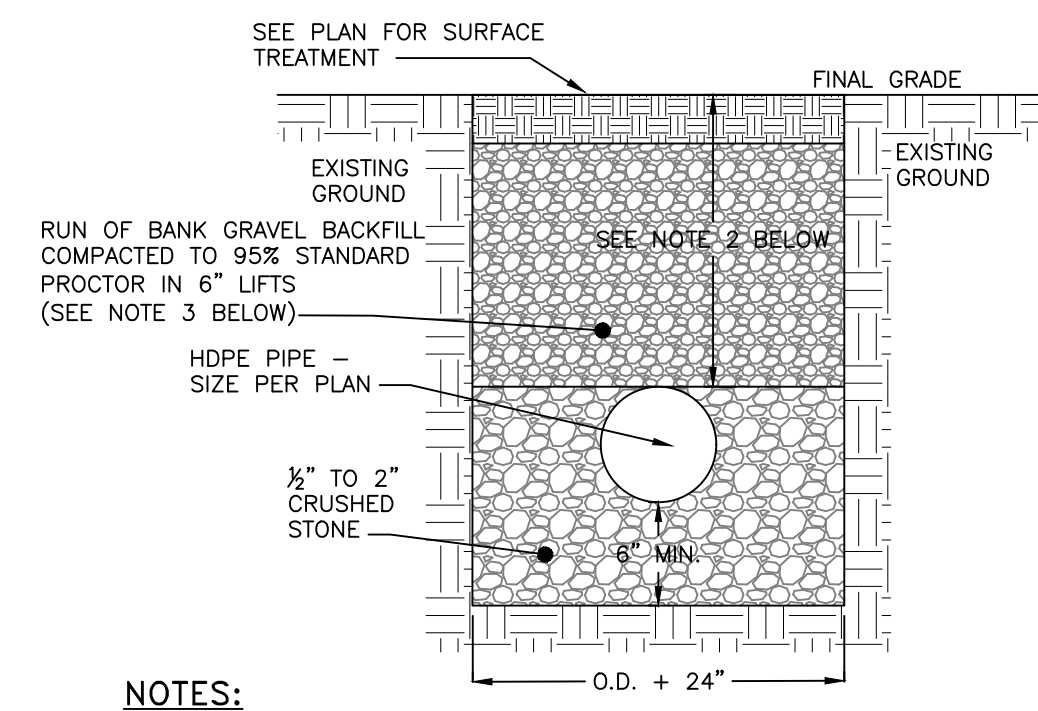 SEE PLAN FOR SURFACE
TREATMENT
FINAL GRADE
EXISTING
GROUND
EXISTING
GROUND
RUN OF BANK GRAVEL BACKFILL
COMPACTED TO 95% STANDARD
PROCTOR IN 6" LIFTS
(SEE NOTE 3 BELOW)
SEE NOTE 2 BELOW
HDPE PIPE –
SIZE PER PLAN
½" TO 2"
CRUSHED
STONE
6" MIN.
O.D. + 24"
NOTES: